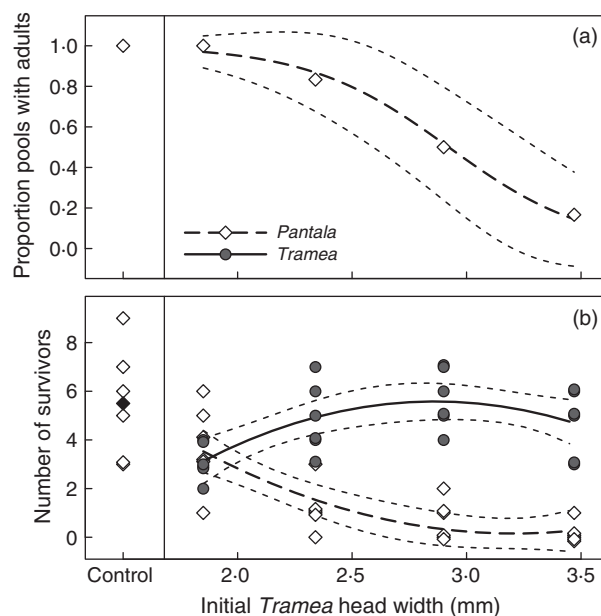 (a)
Proportion pools with adults
1·0
0·8
0·6
0·4
0·2
0·0
Pantala
Tramea
(b)
Number of survivors
8
6
4
2
0
Control
2·0
2·5
3·0
3·5
Initial Tramea head width (mm)